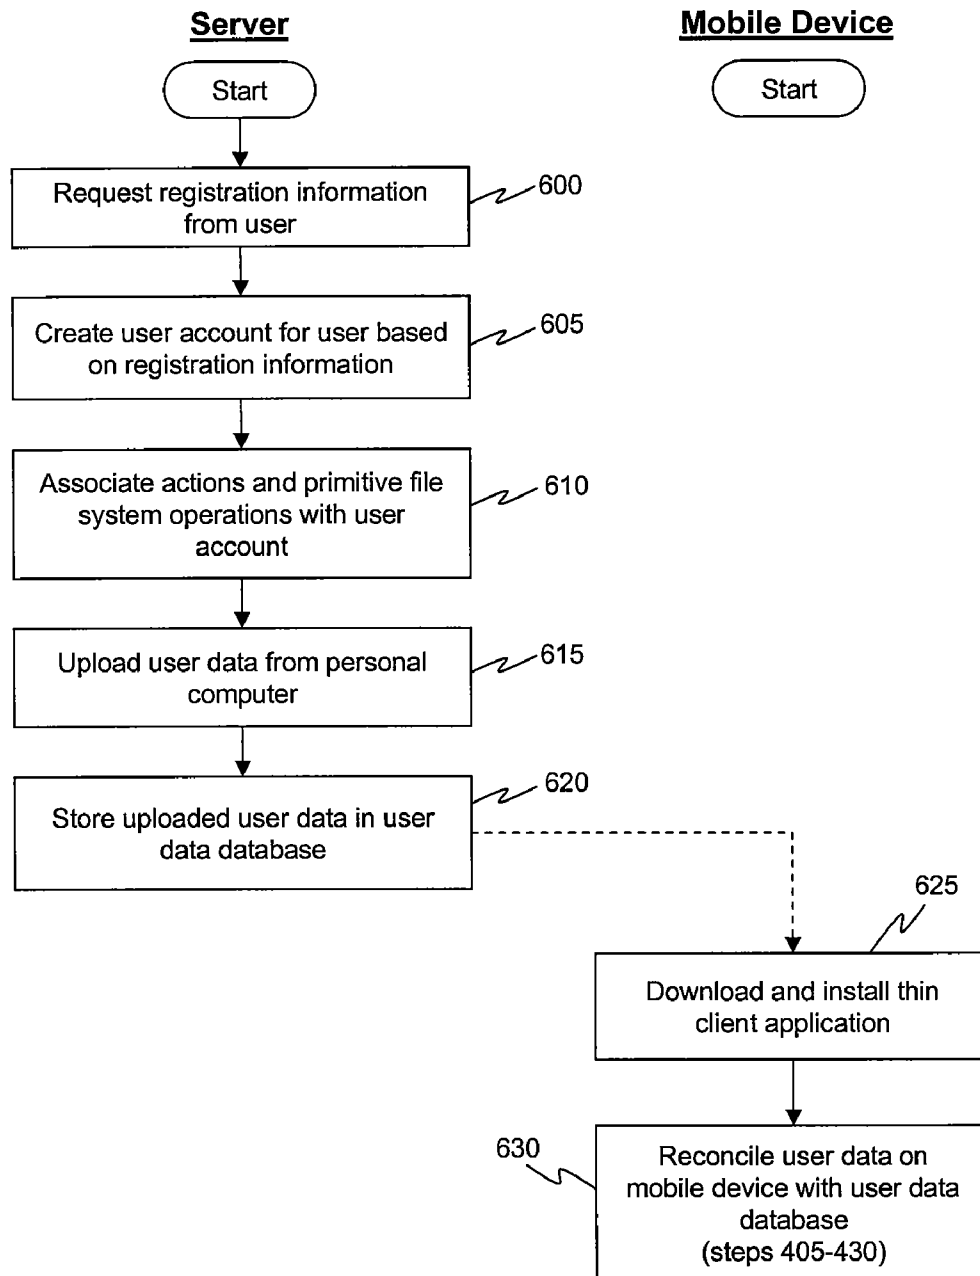 Server
Mobile Device
Start
Start
Request registration information
from user
600
Create user account for user based
on registration information
605
Associate actions and primitive file
system operations with user
account
610
Upload user data from personal
computer
615
Store uploaded user data in user
data database
620
625
Download and install thin
client application
630
Reconcile user data on
mobile device with user data
database
(steps 405-430)